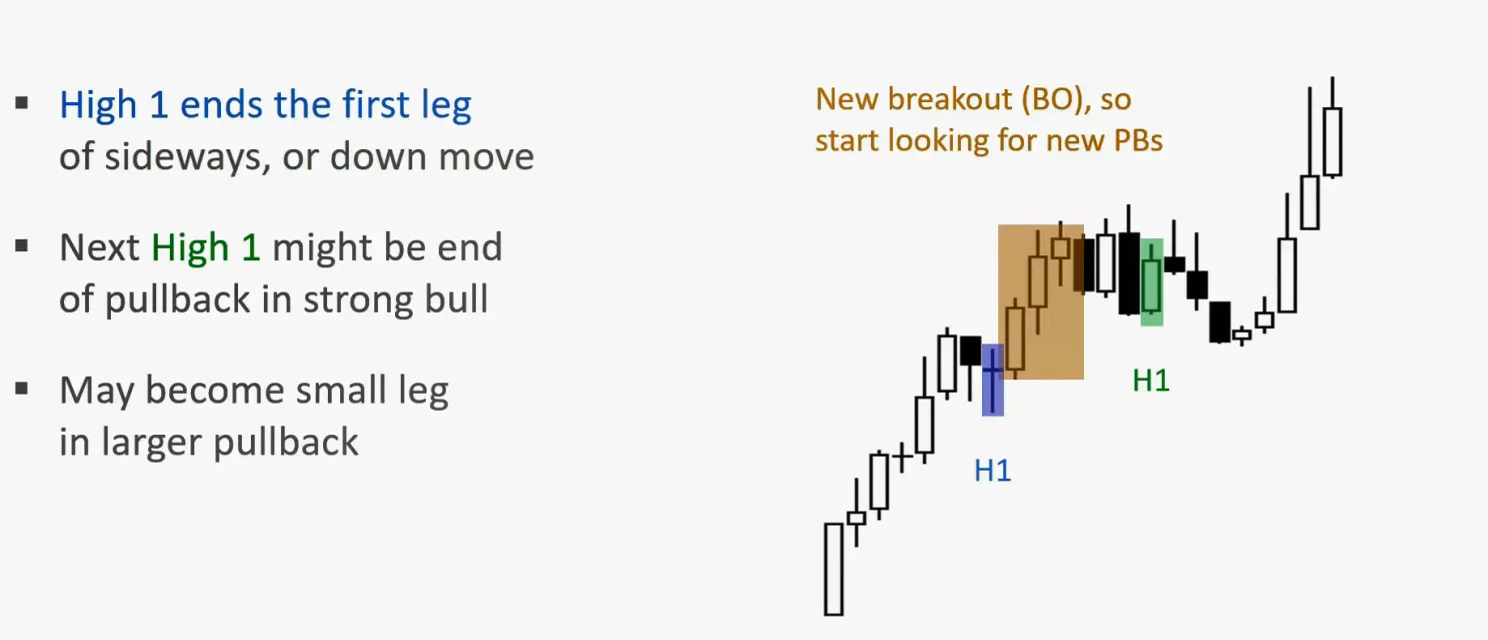 ▪ High 1 ends the first leg
of sideways, or down move
▪ Next High 1 might be end
of pullback in strong bull
▪ May become small leg
in larger pullback
New breakout (BO), so
start looking for new PBs
H1
H1